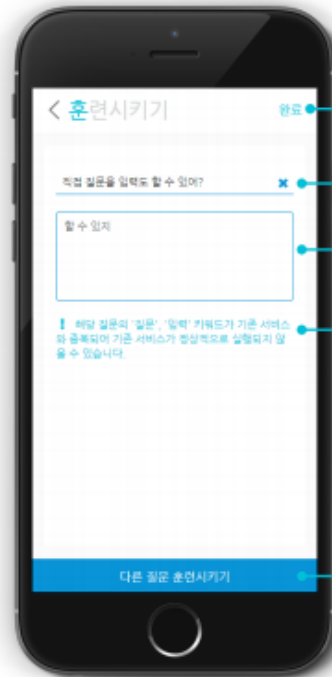 훈련시키기
완료
직접 질문을 입력도 할 수 있어?
할 수 있지
! 해당 질문의 '질문', '입력' 키워드가 기존 서비스
와 중복되어 기존 서비스가 정상적으로 실행되지 않
을 수 있습니다.
다른 질문 훈련시키기